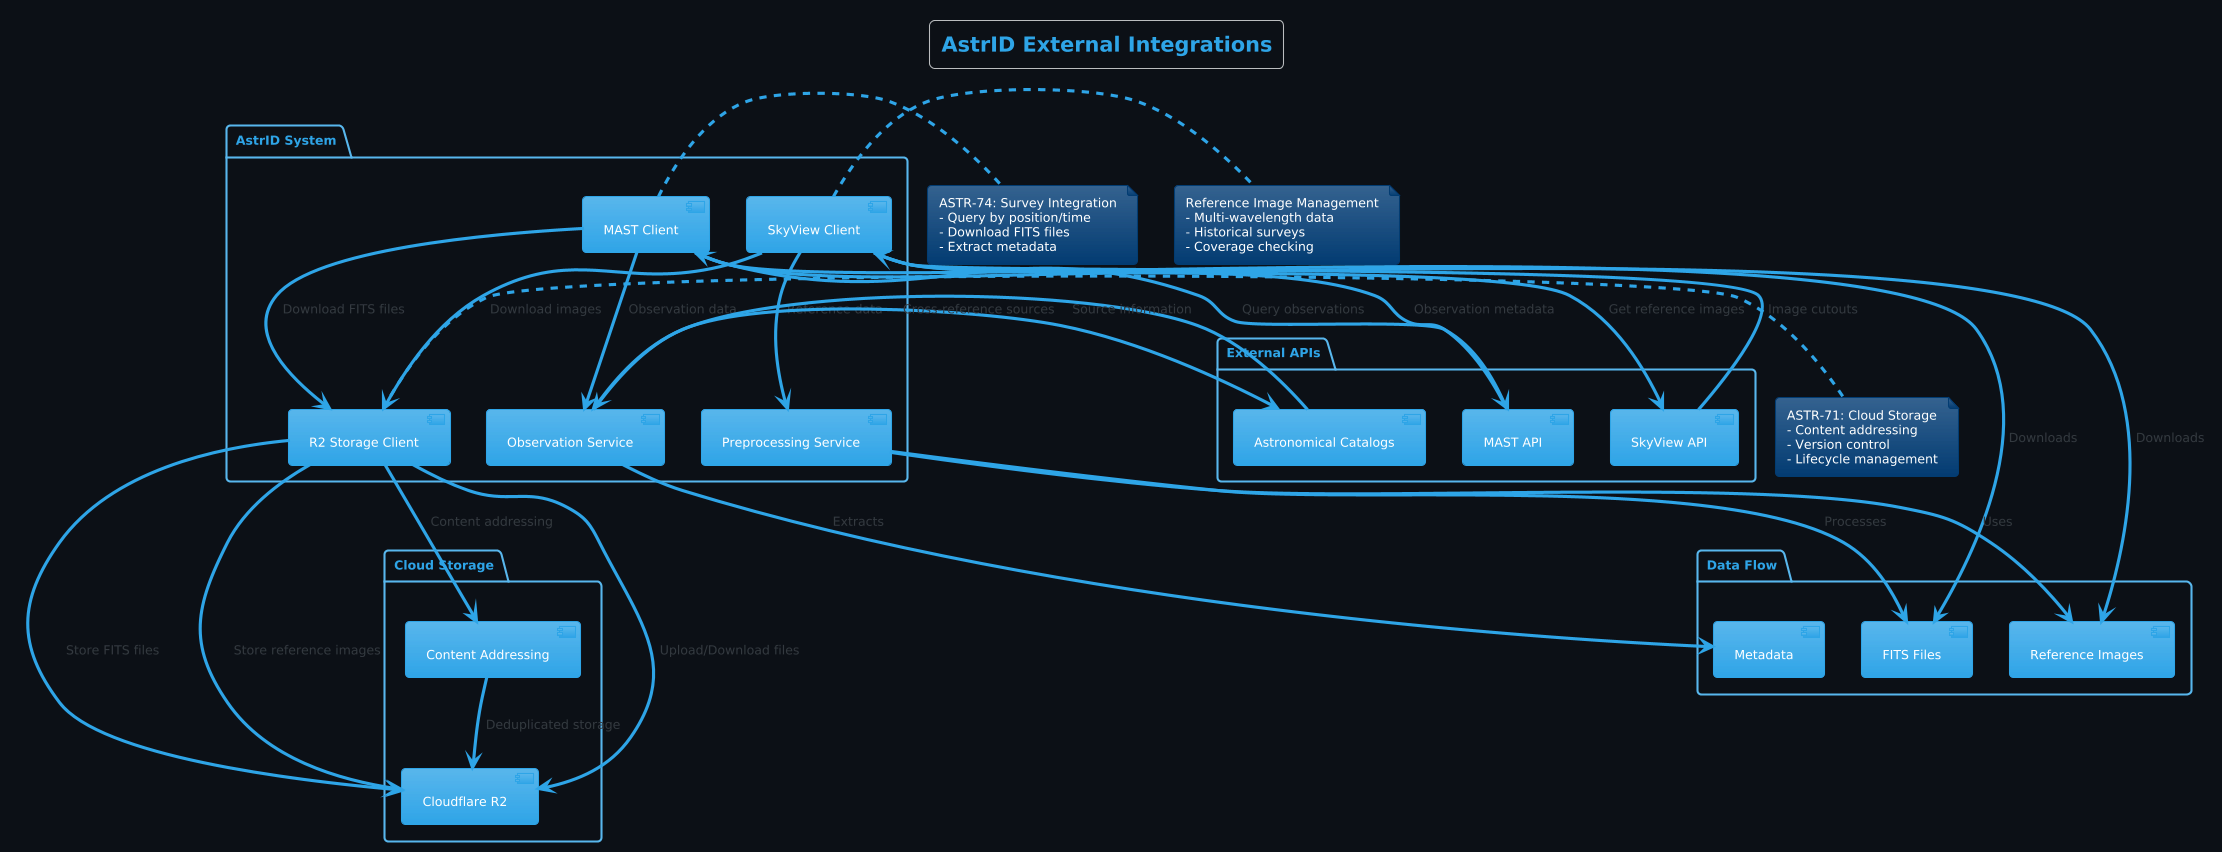 AstrID External Integrations
AstrID System
MAST Client
SkyView Client
ASTR-74: Survey Integration
- Query by position/time
- Download FITS files
- Extract metadata
Reference Image Management
- Multi-wavelength data
- Historical surveys
- Coverage checking
Download FITS files
Download images
Observation data
Reference data
Cross-reference sources
Source information
Query observations
Observation metadata
Get reference images
Image cutouts
External APIs
R2 Storage Client
Observation Service
Preprocessing Service
Astronomical Catalogs
MAST API
SkyView API
ASTR-71: Cloud Storage
- Content addressing
- Version control
- Lifecycle management
Downloads
Downloads
Content addressing
Extracts
Processes
Uses
Cloud Storage
Data Flow
Content Addressing
Metadata
FITS Files
Reference Images
Store FITS files
Store reference images
Upload/Download files
Deduplicated storage
Cloudflare R2